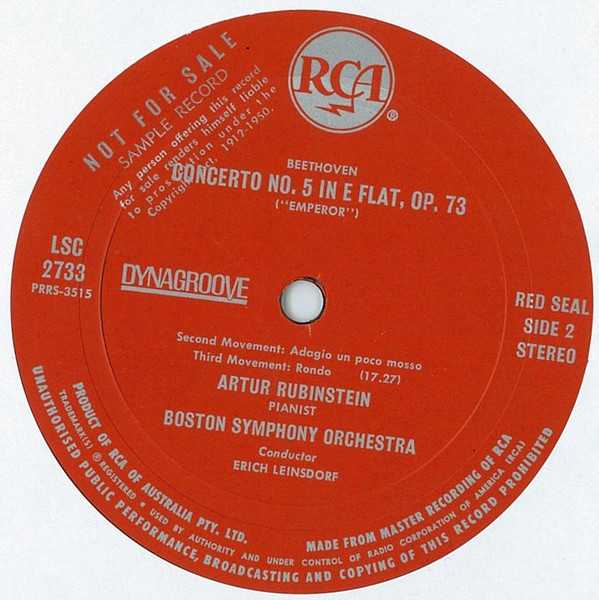 NOT FOR SALE
SAMPLE RECORD
Any person offering this record
for sale renders himself liable
to prosecution under the
Copyright Act. 1912-1950.
RCA
®
BEETHOVEN
CONCERTO NO. 5 IN E FLAT, OP. 73
("EMPEROR")
LSC
2733
PRRS-3515
DYNAGROOVE
RED SEAL
SIDE 2
STEREO
Second Movement: Adagio un poco mosso
Third Movement: Rondo (17.27)
ARTUR RUBINSTEIN
PIANIST
BOSTON SYMPHONY ORCHESTRA
Conductor
ERICH LEINSDORF
PRODUCT OF RCA OF AUSTRALIA PTY. LTD.
MADE FROM MASTER RECORDING OF RCA
TRADEMARK(S) ® REGISTERED • USED BY AUTHORITY AND UNDER CONTROL OF RADIO CORPORATION OF AMERICA (RCA)
UNAUTHORISED PUBLIC PERFORMANCE, BROADCASTING AND COPYING OF THIS RECORD PROHIBITED